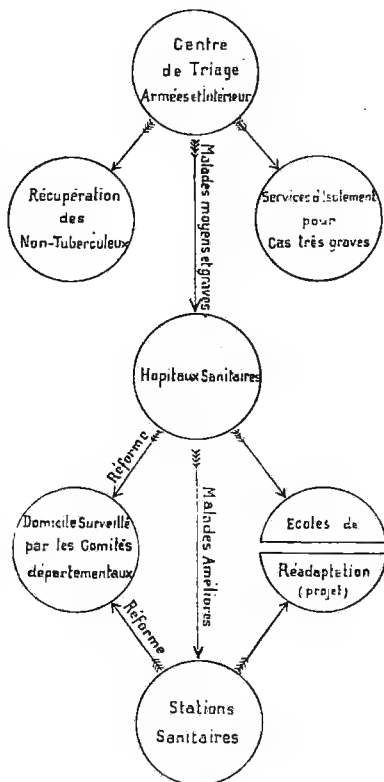 Centre
de Triage
Armées et Intérieur
Malades moyens et graves,
Récupération
des
Non-Tuberculeux
Services d'Isolement
pour
Cas très graves
Hopitaux Sanitaires
Réforme
Malades Améliores
Domicile Surveillé
par les Comités
départementaux
Ecoles de
Réadaptation
(projet)
Réforme
Stations
Sanitaires